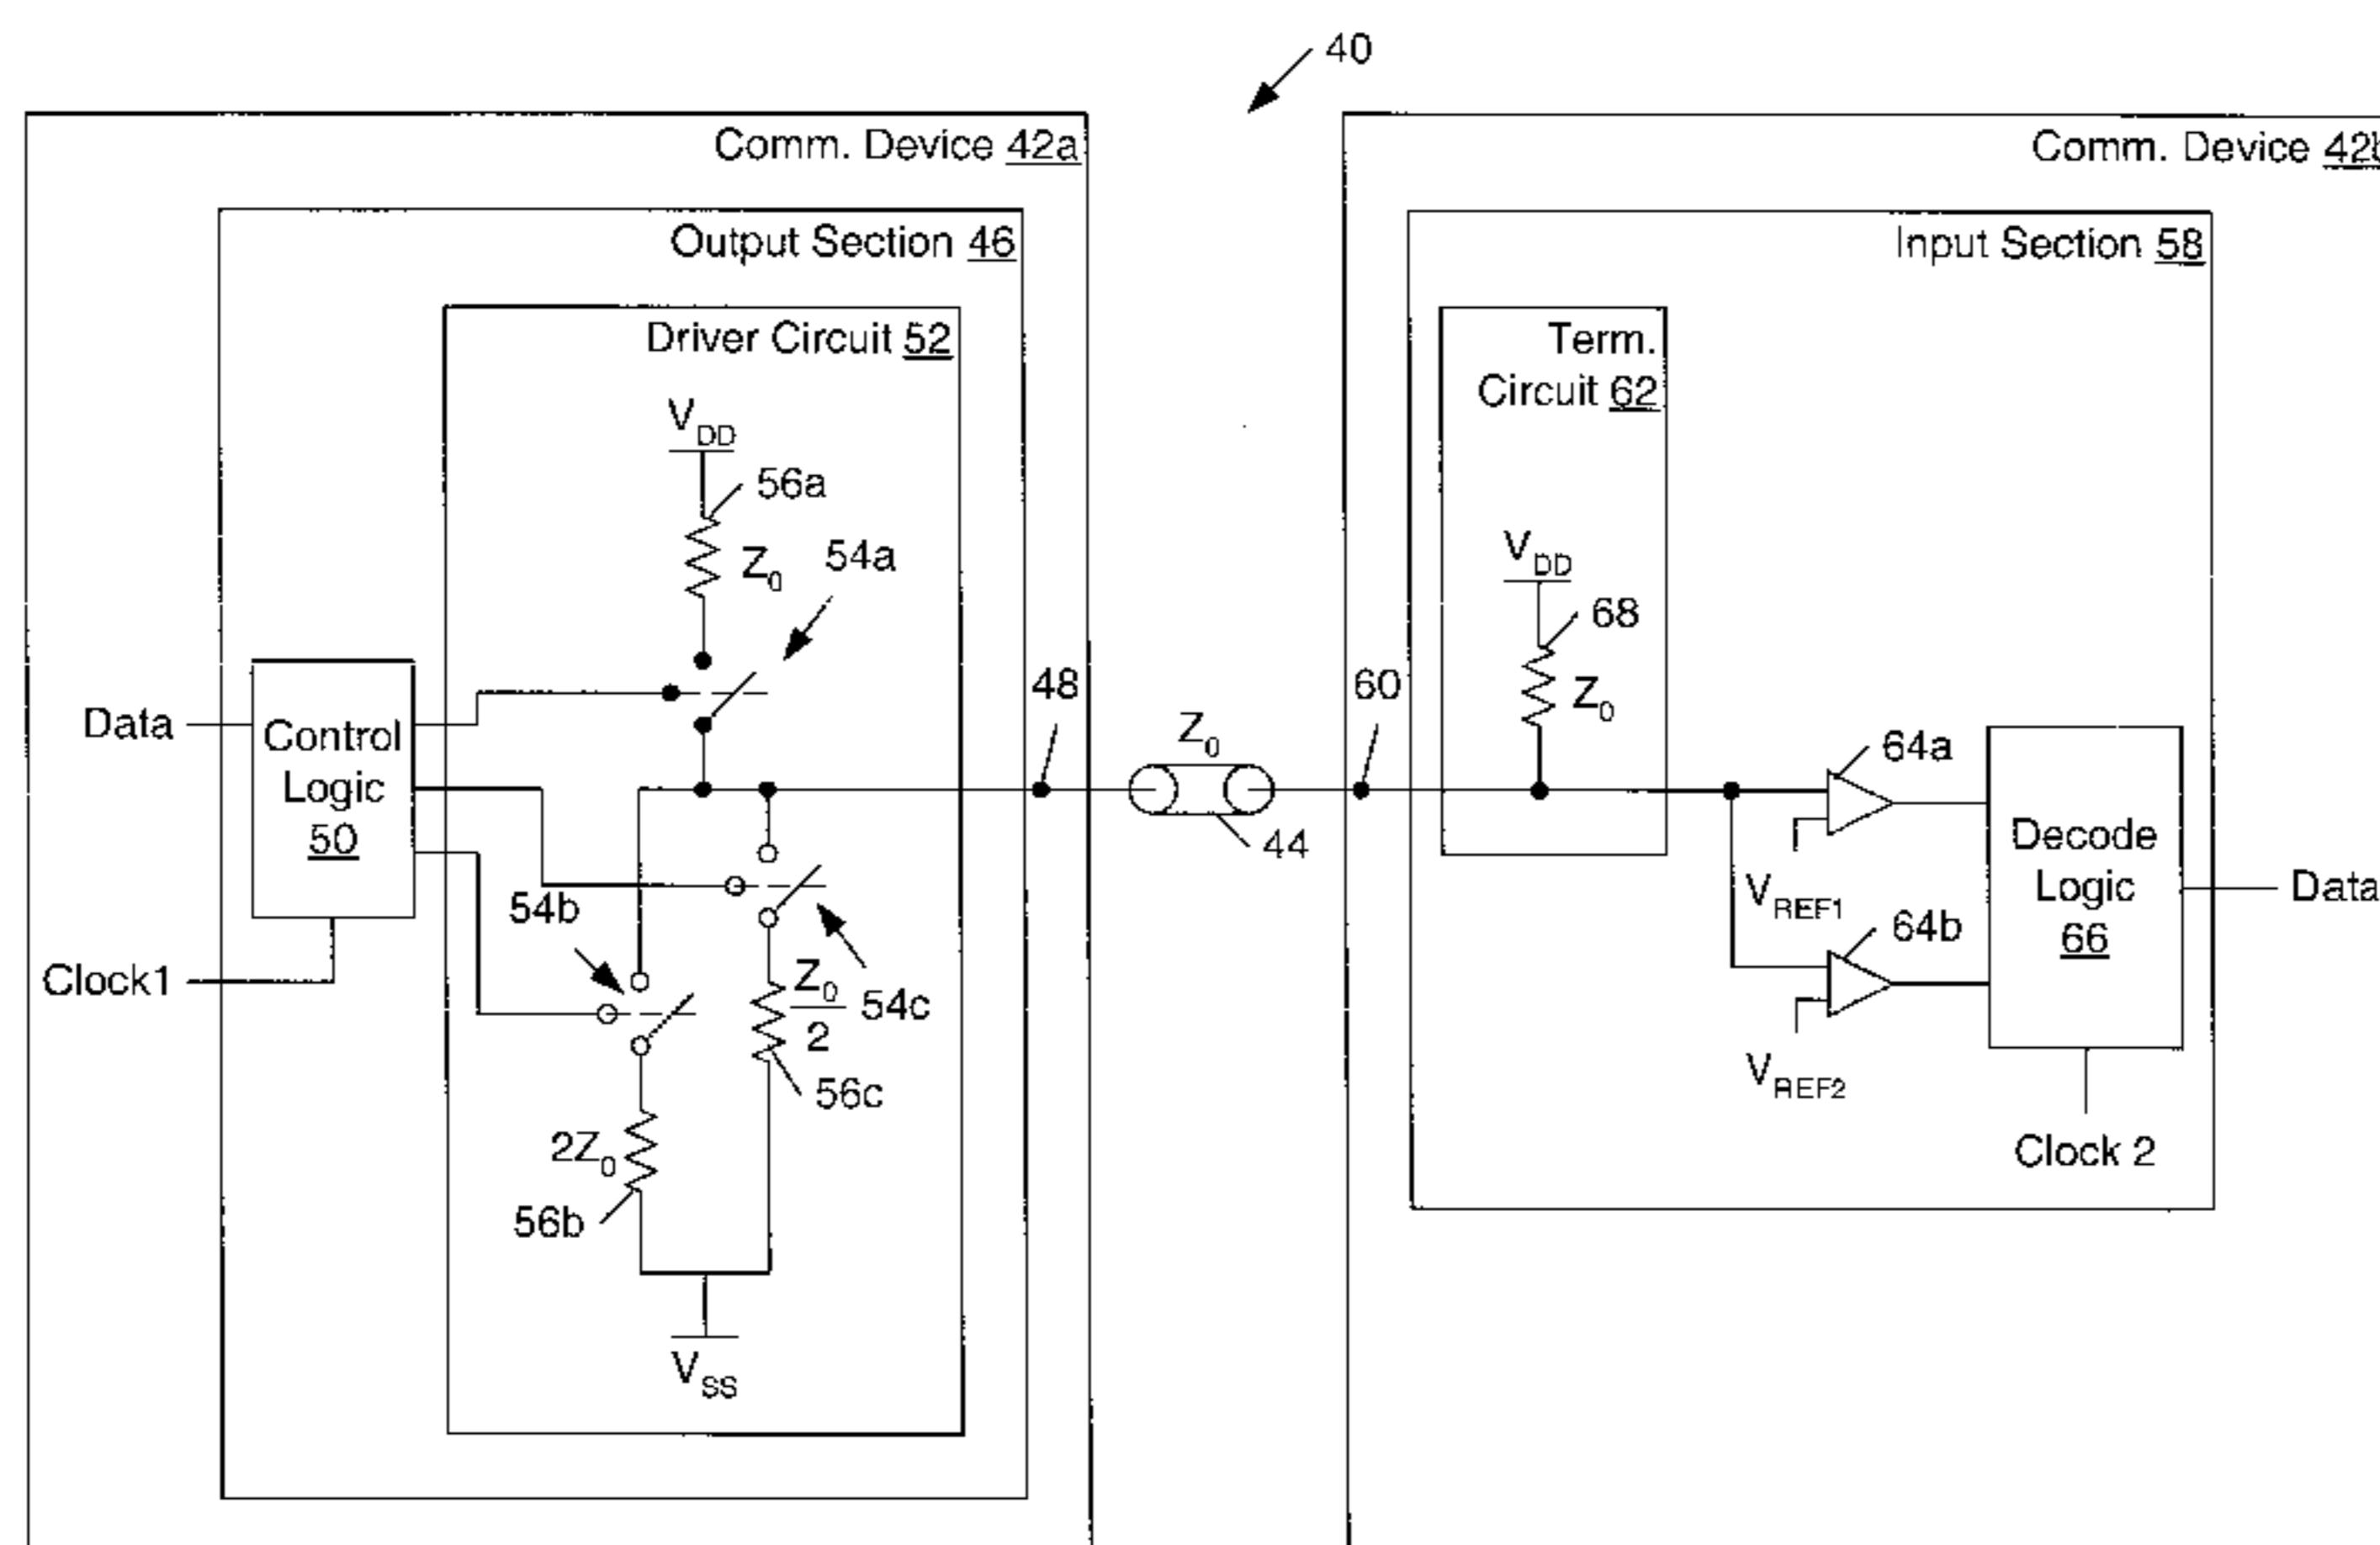 40
Comm. Device 42a
Comm. Device 42b
Output Section 46
Input Section 58
Driver Circuit 52
Term.
Circuit 62
VDD
56a
Z0
54a
VDD
68
Z0
48
60
Z0
44
Data
Control
Logic
50
Clock1
54b
Z0
2
54c
56c
2Z0
56b
VSS
64a
VREF1
64b
VREF2
Decode
Logic
66
Data
Clock 2